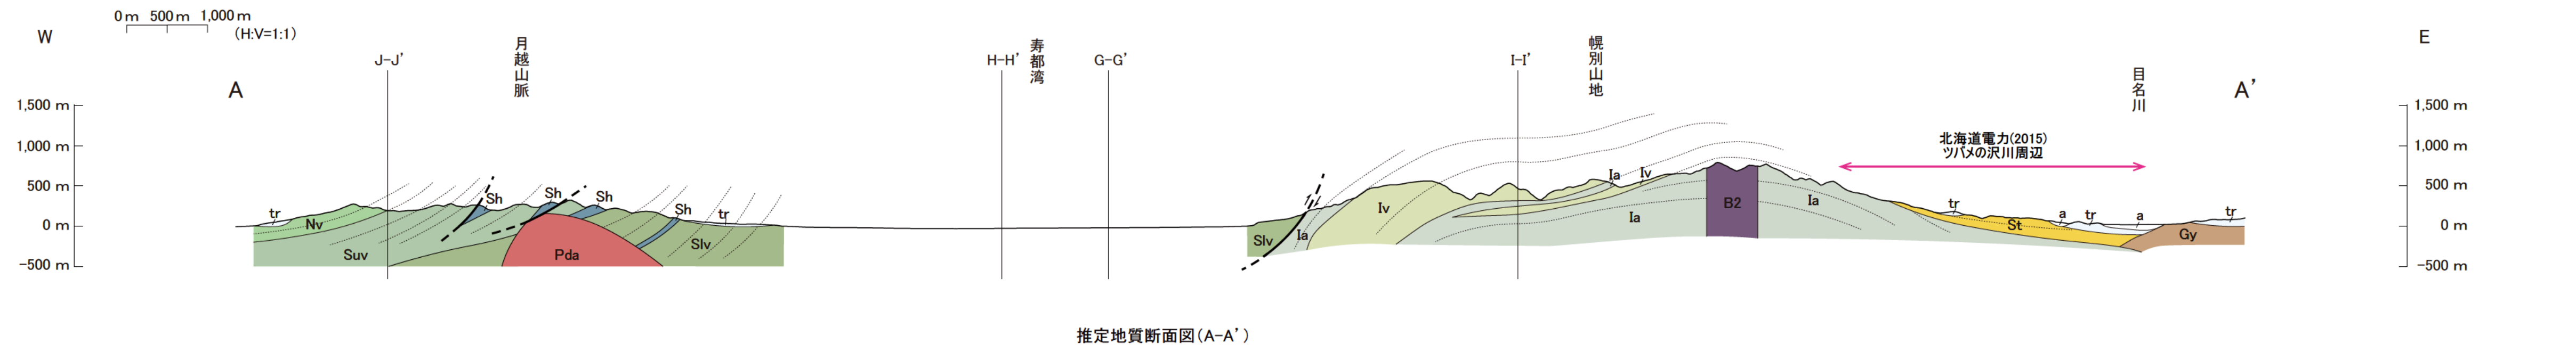 0 m 500 m 1,000 m
(H:V=1:1)
W
E
月越山脈
寿都湾
幌別山地
目名川
J-J'
H-H'
G-G'
I-I'
A
A'
1,500 m
1,000 m
500 m
0 m
-500 m
1,500 m
1,000 m
500 m
0 m
-500 m
北海道電力(2015)
ツバメの沢川周辺
tr
Nv
Suv
Sh
Sh
Sh
Sh
tr
Pda
Slv
Slv
Ia
Iv
Ia
Iv
Ia
B2
Ia
tr
St
a
tr
a
Gy
tr
推定地質断面図(A-A')